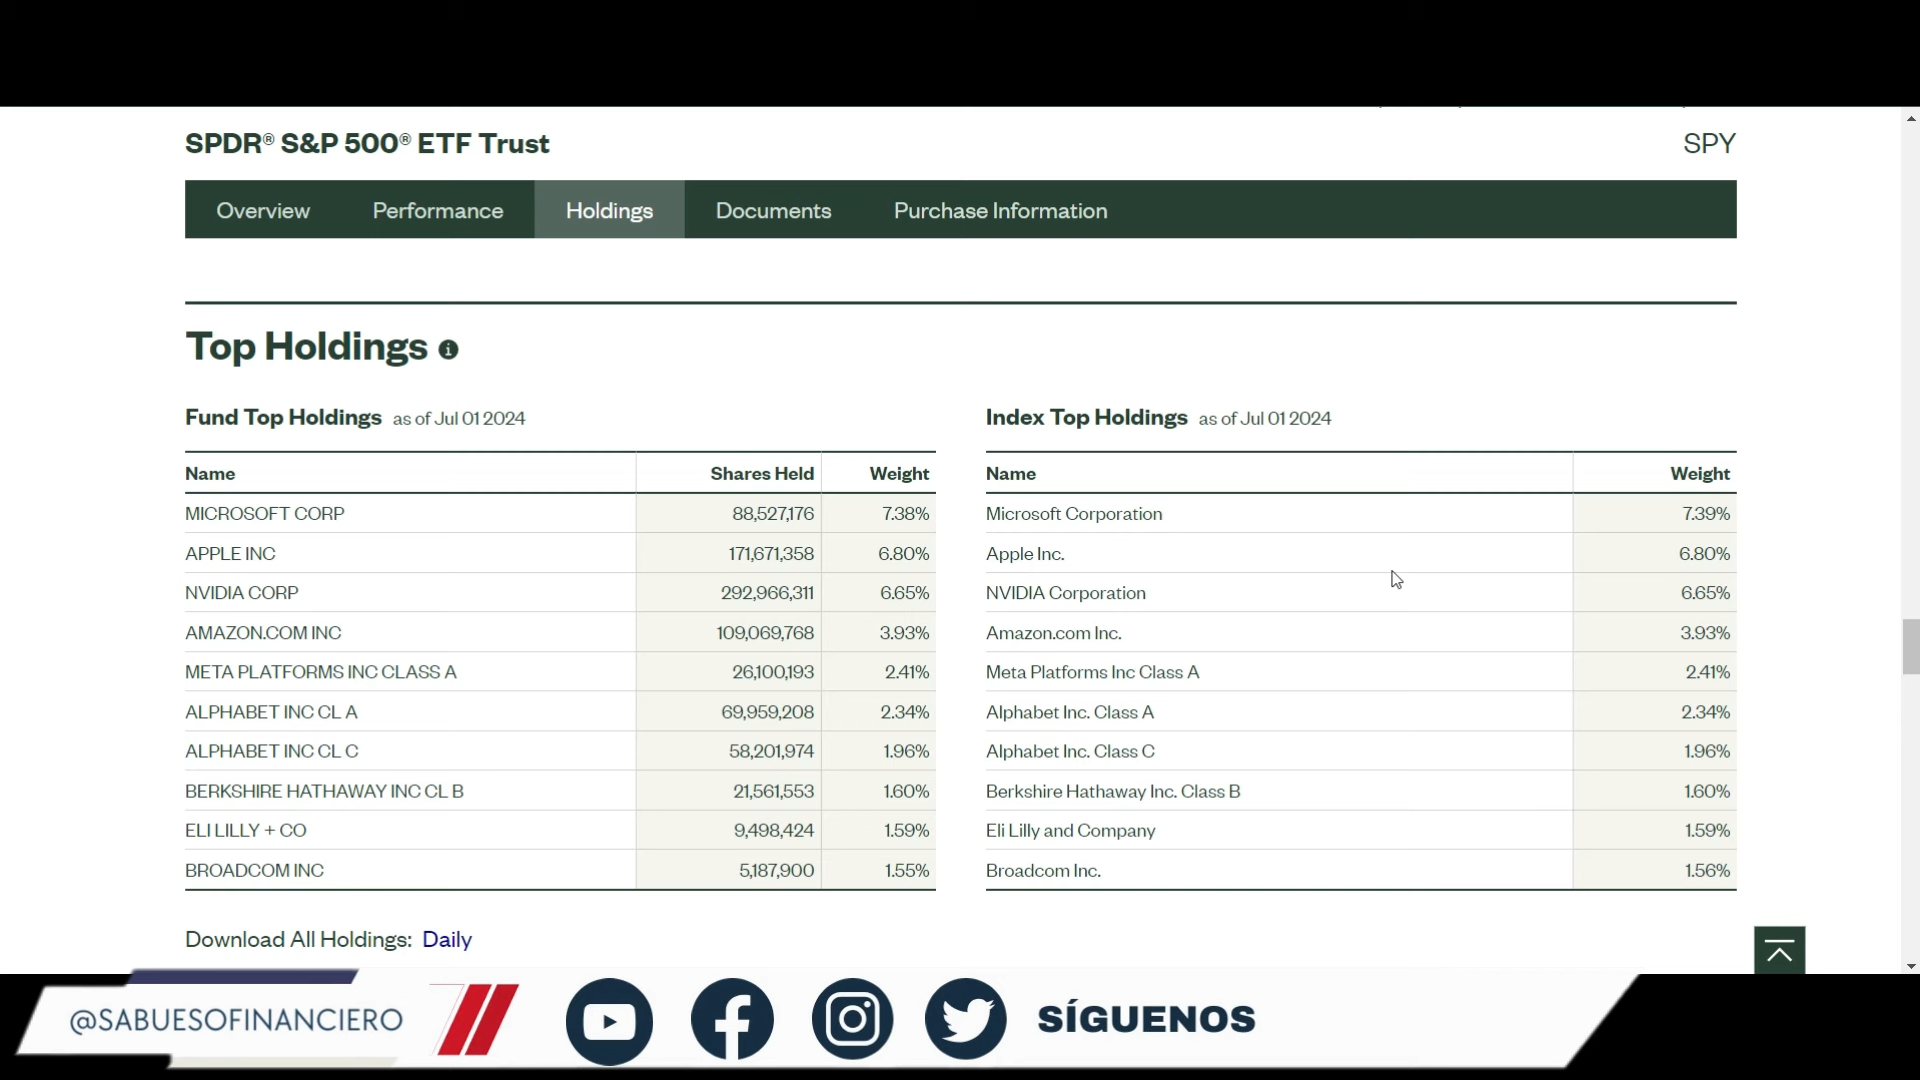 SPDR® S&P 500® ETF Trust SPY
Overview Performance Holdings Documents Purchase Information
Top Holdings
Fund Top Holdings as of Jul 01 2024
Name Shares Held Weight
MICROSOFT CORP 88,527,176 7.38%
APPLE INC 171,671,358 6.80%
NVIDIA CORP 292,966,311 6.65%
AMAZON.COM INC 109,069,768 3.93%
META PLATFORMS INC CLASS A 26,100,193 2.41%
ALPHABET INC CL A 69,959,208 2.34%
ALPHABET INC CL C 58,201,974 1.96%
BERKSHIRE HATHAWAY INC CL B 21,561,553 1.60%
ELI LILLY + CO 9,498,424 1.59%
BROADCOM INC 5,187,900 1.55%
Index Top Holdings as of Jul 01 2024
Name Weight
Microsoft Corporation 7.39%
Apple Inc. 6.80%
NVIDIA Corporation 6.65%
Amazon.com Inc. 3.93%
Meta Platforms Inc Class A 2.41%
Alphabet Inc. Class A 2.34%
Alphabet Inc. Class C 1.96%
Berkshire Hathaway Inc. Class B 1.60%
Eli Lilly and Company 1.59%
Broadcom Inc. 1.56%
Download All Holdings: Daily
@SABUESOFINANCIERO SÍGUENOS